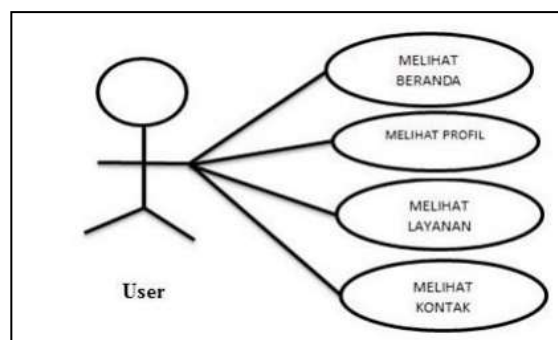 MELIHAT
BERANDA
MELIHAT PROFIL
MELIHAT
LAYANAN
MELIHAT
KONTAK
User